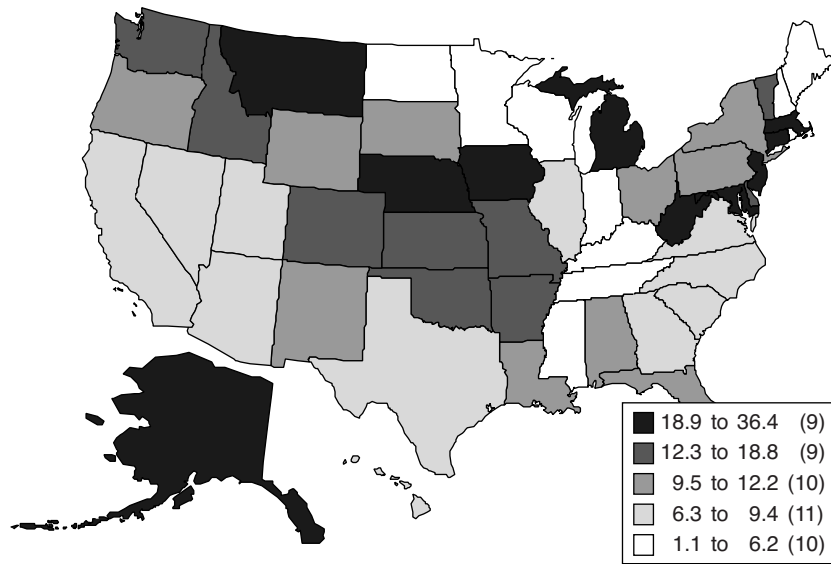 18.9 to 36.4 (9)
12.3 to 18.8 (9)
9.5 to 12.2 (10)
6.3 to 9.4 (11)
1.1 to 6.2 (10)